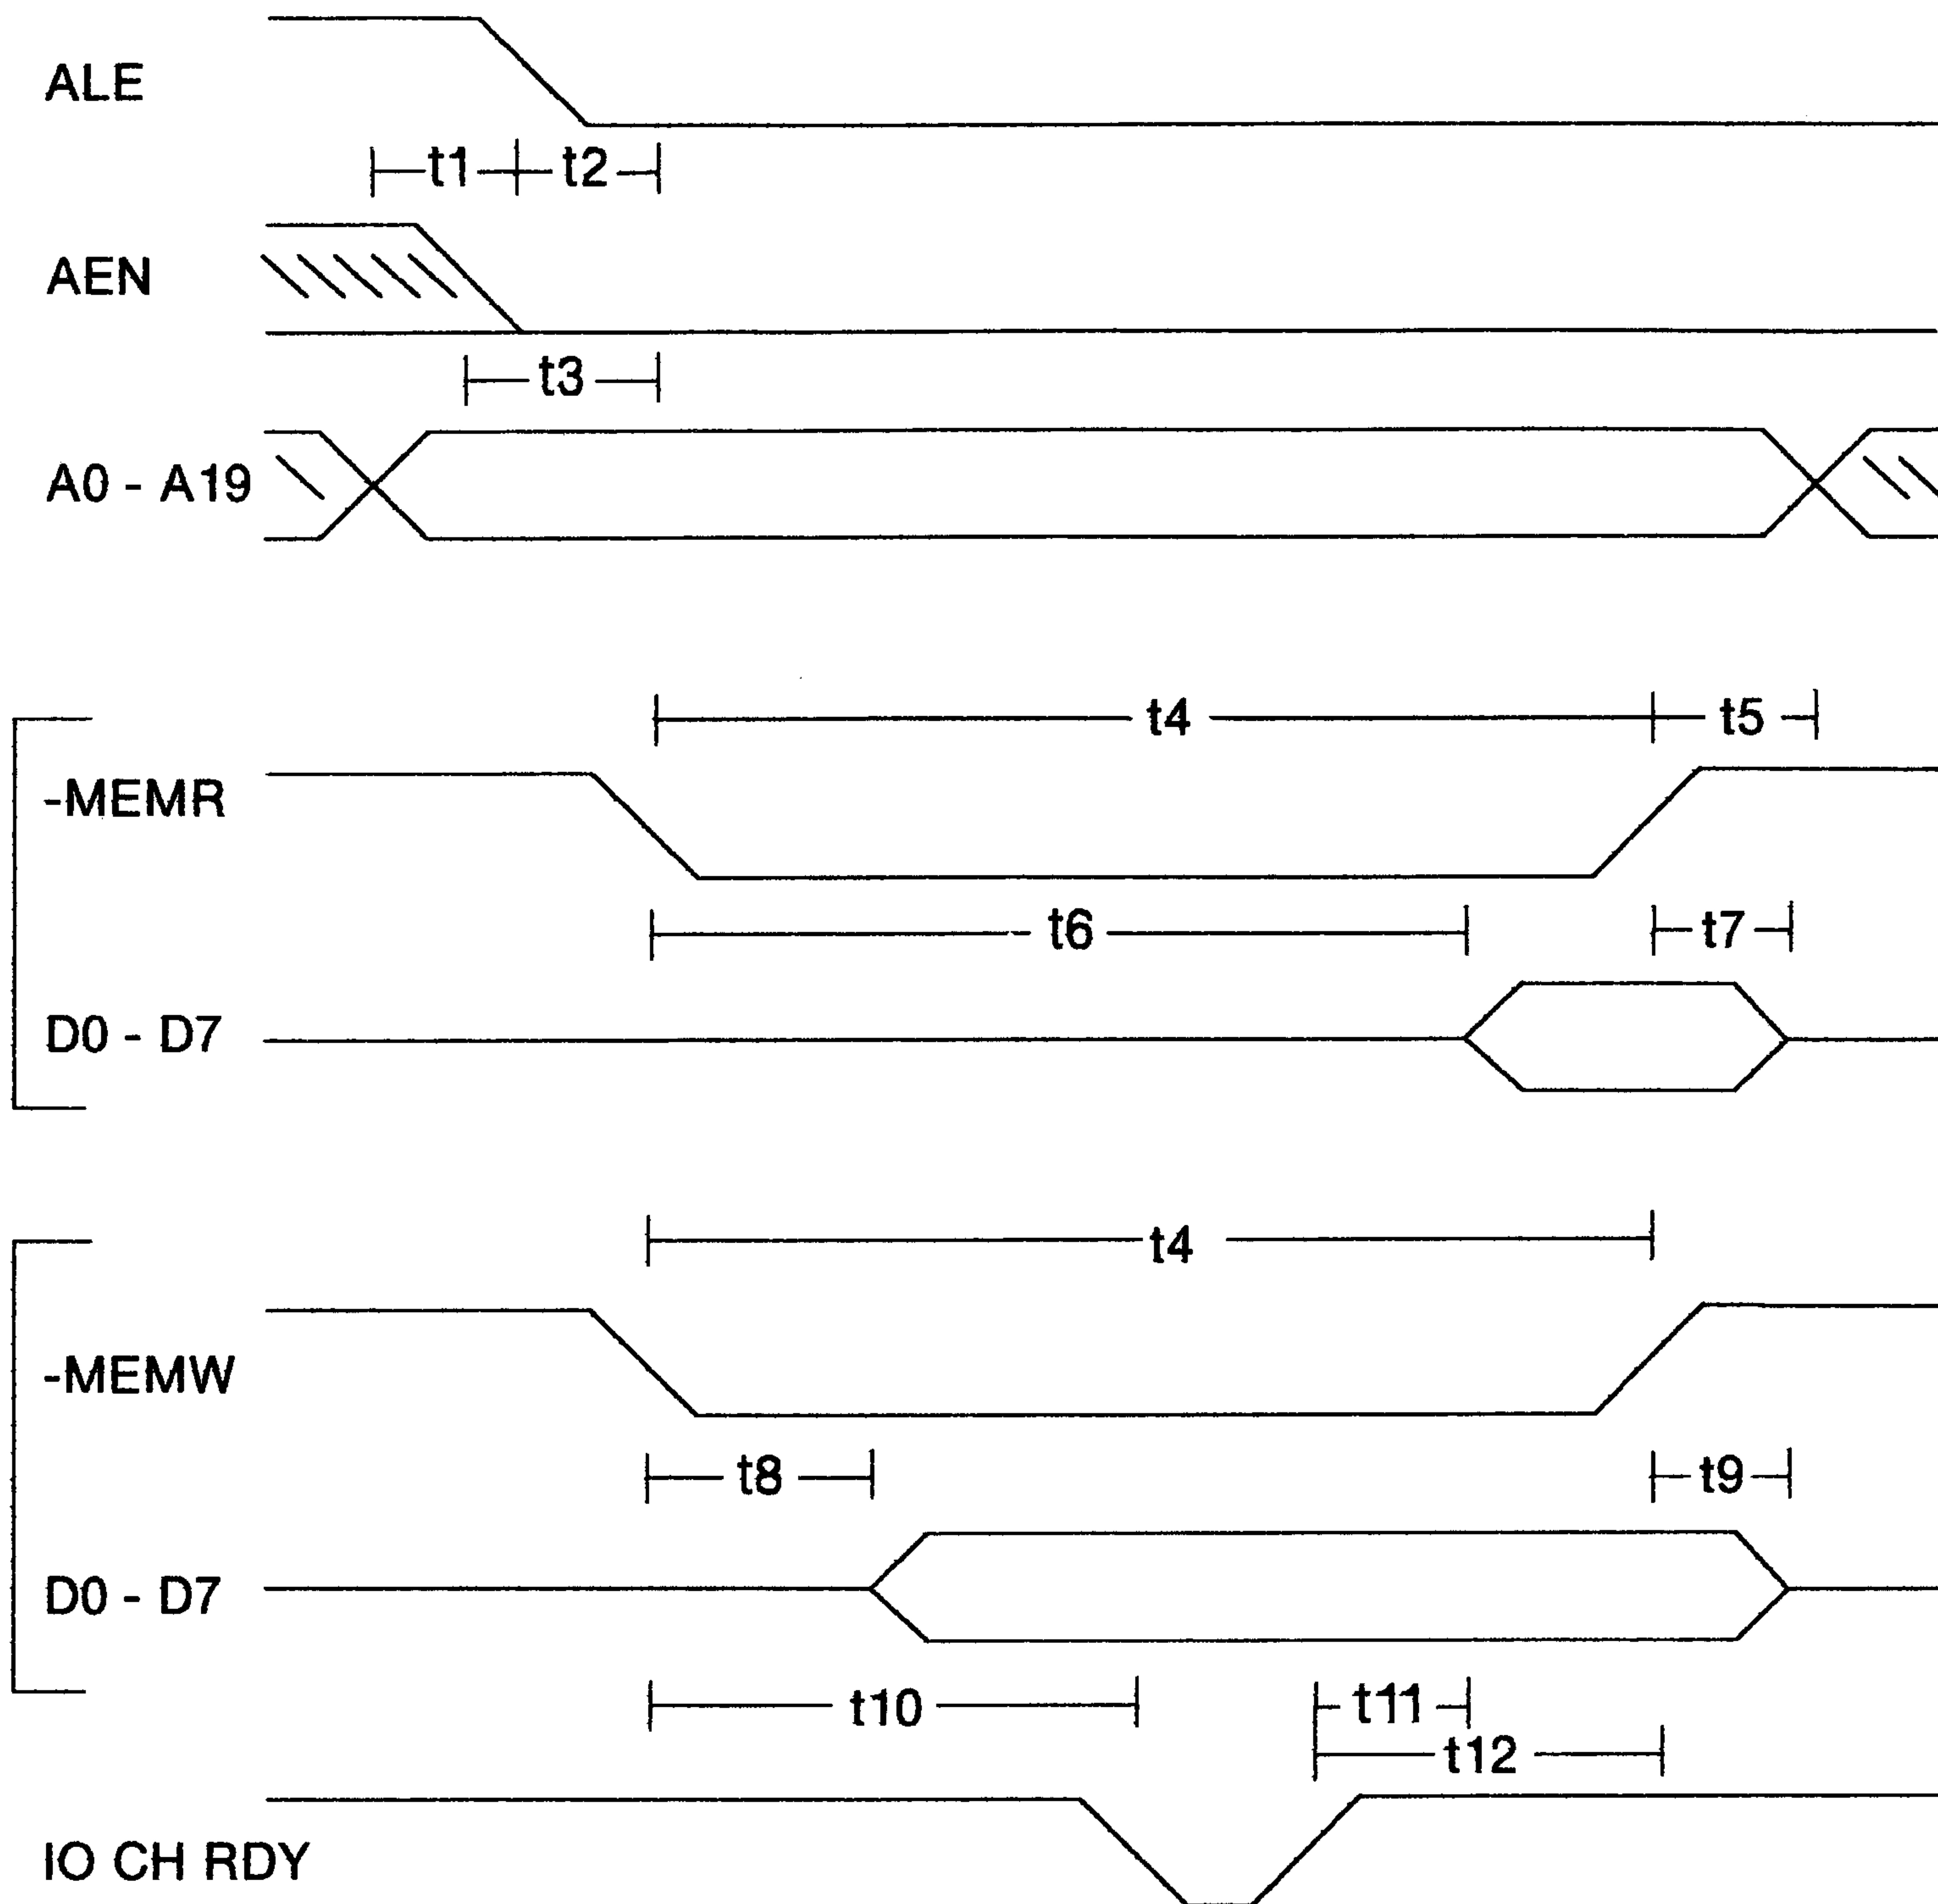 ALE
t1 t2
AEN
t3
A0 - A19
t4 t5
-MEMR
t6 t7
D0 - D7
t4
-MEMW
t8 t9
D0 - D7
t10 t11
t12
IO CH RDY